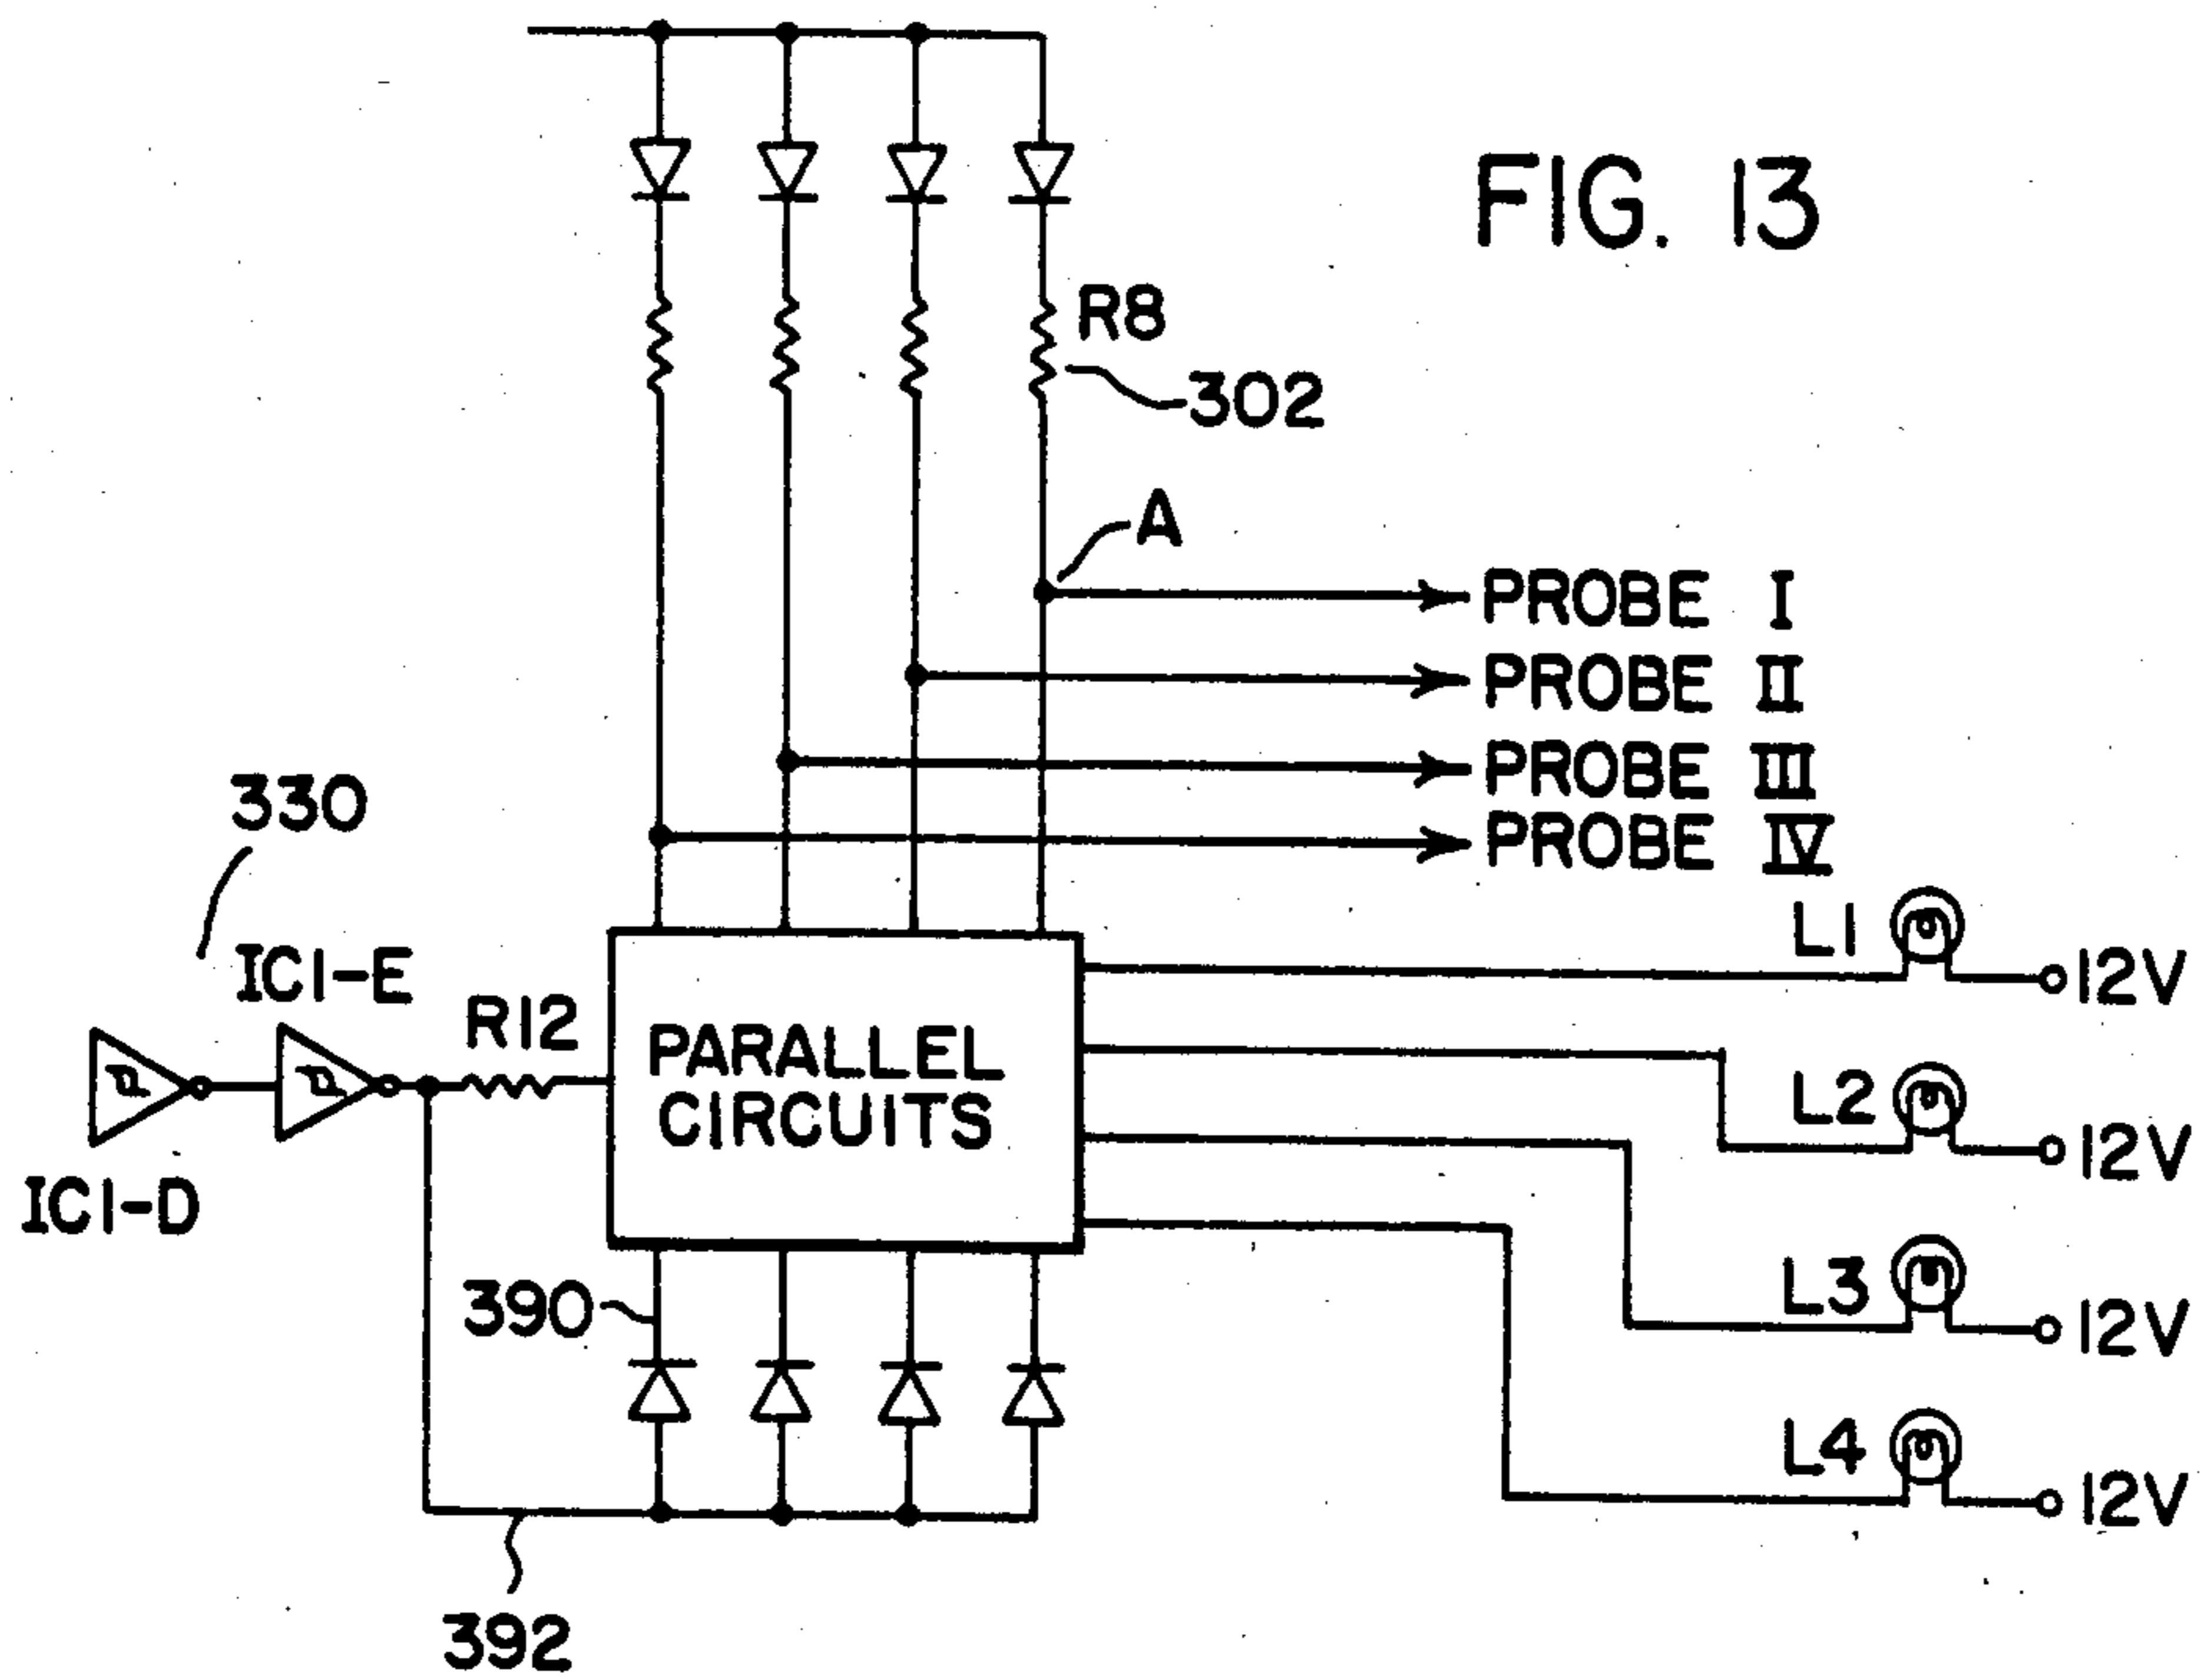 FIG. 13
R8
302
A
PROBE I
PROBE II
PROBE III
PROBE IV
330
IC1-E
R12
IC1-D
PARALLEL
CIRCUITS
L1
12V
L2
12V
L3
12V
L4
12V
390
392